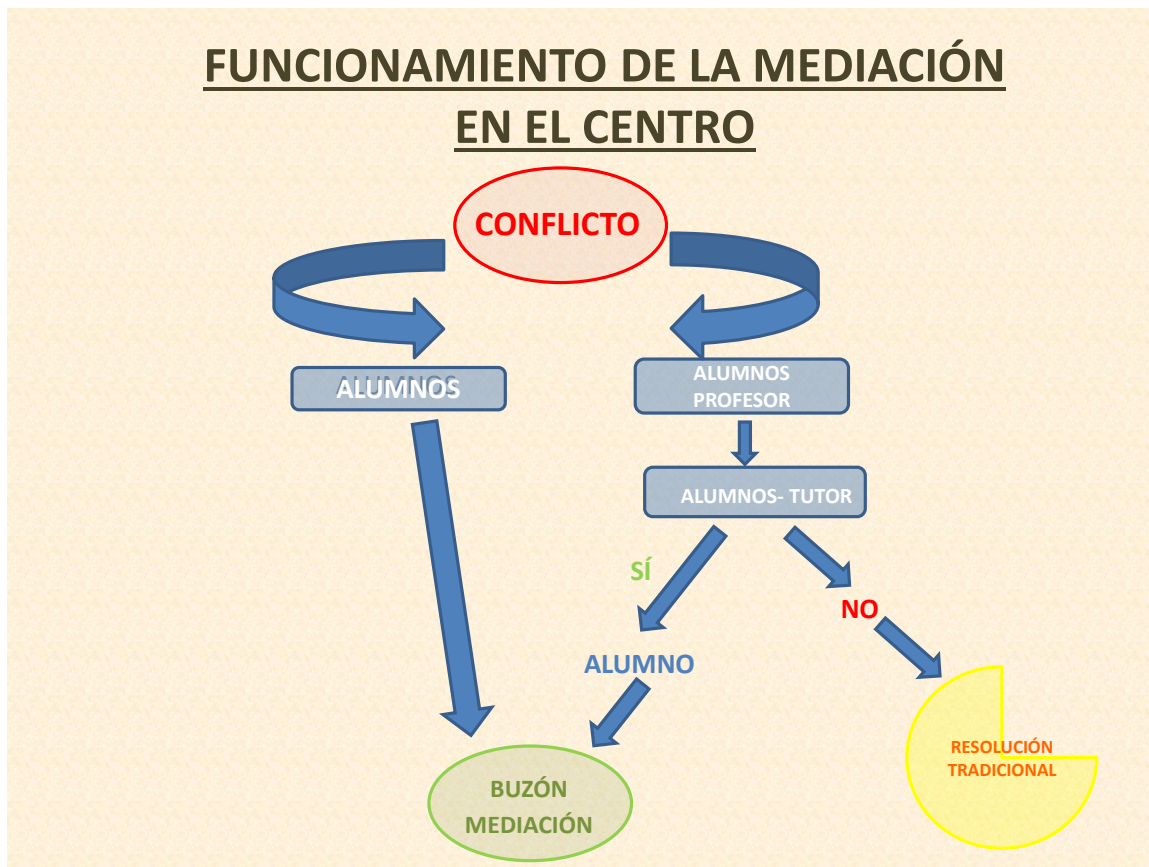 FUNCIONAMIENTO DE LA MEDIACIÓN
EN EL CENTRO
CONFLICTO
ALUMNOS
ALUMNOS
PROFESOR
ALUMNOS- TUTOR
SÍ
NO
ALUMNO
RESOLUCIÓN
TRADICIONAL
BUZÓN
MEDIACIÓN